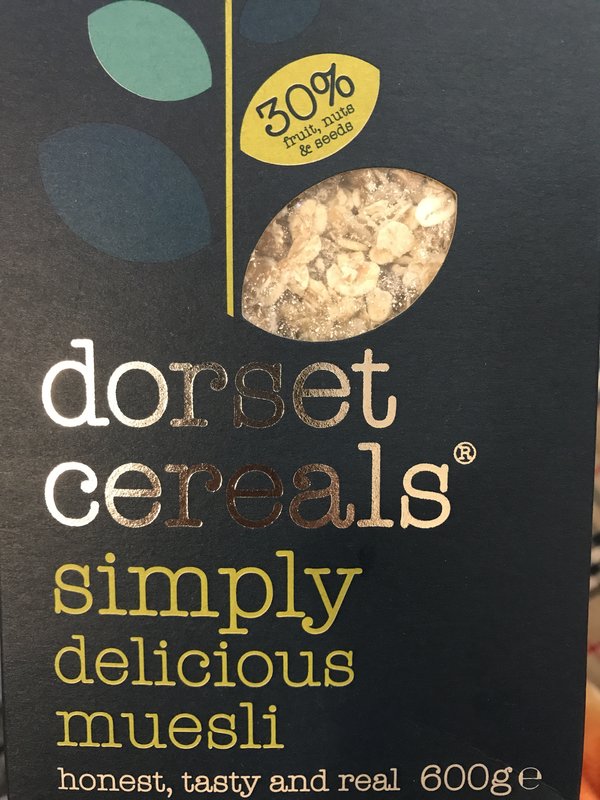 30%
fruit, nuts
& seeds
dorset
cereals®
simply
delicious
muesli
honest, tasty and real 600g℮